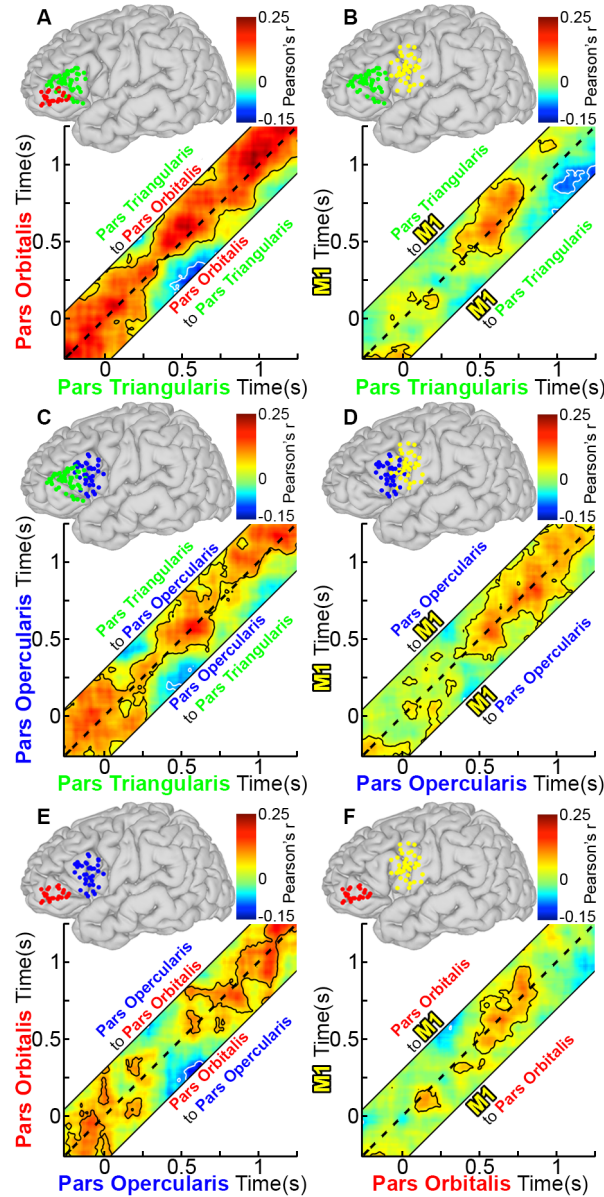 A
0.25
0
-0.15
Pearson's r
Pars Orbitalis Time(s)
1
0.5
0
Pars Triangularis
to Pars Orbitalis
Pars Orbitalis
to Pars Triangularis
0 0.5 1
Pars Triangularis Time(s)
B
0.25
0
-0.15
Pearson's r
M1 Time(s)
1
0.5
0
Pars Triangularis
to M1
M1
to Pars Triangularis
0 0.5 1
Pars Triangularis Time(s)
C
0.25
0
-0.15
Pearson's r
Pars Opercularis Time(s)
1
0.5
0
Pars Triangularis
to Pars Opercularis
Pars Opercularis
to Pars Triangularis
0 0.5 1
Pars Triangularis Time(s)
D
0.25
0
-0.15
Pearson's r
M1 Time(s)
1
0.5
0
Pars Opercularis
to M1
M1
to Pars Opercularis
0 0.5 1
Pars Opercularis Time(s)
E
0.25
0
-0.15
Pearson's r
Pars Orbitalis Time(s)
1
0.5
0
Pars Opercularis
to Pars Orbitalis
Pars Orbitalis
to Pars Opercularis
0 0.5 1
Pars Opercularis Time(s)
F
0.25
0
-0.15
Pearson's r
M1 Time(s)
1
0.5
0
Pars Orbitalis
to M1
M1
to Pars Orbitalis
0 0.5 1
Pars Orbitalis Time(s)